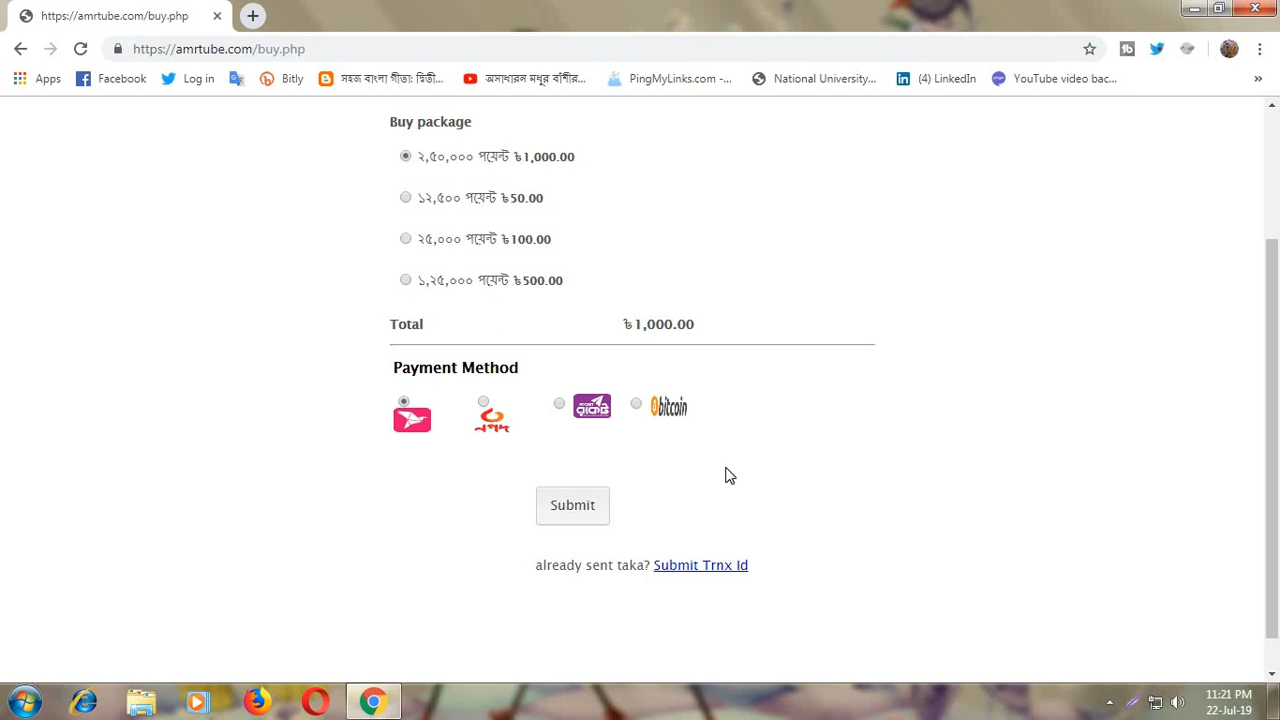 https://amrtube.com/buy.php
https://amrtube.com/buy.php
Apps Facebook Log in Bitly সহজ বাংলা গীতা: দ্বিতী... অসাধারল মধুর বাঁশীর... PingMyLinks.com -... National University... (4) LinkedIn YouTube video bac... »
Buy package
২,৫০,০০০ পয়েন্ট ৳1,000.00
১২,৫০০ পয়েন্ট ৳50.00
২৫,০০০ পয়েন্ট ৳100.00
১,২৫,০০০ পয়েন্ট ৳500.00
Total ৳1,000.00
Payment Method
নগদ রকেট bitcoin
Submit
already sent taka? Submit Trnx Id
11:21 PM
22-Jul-19